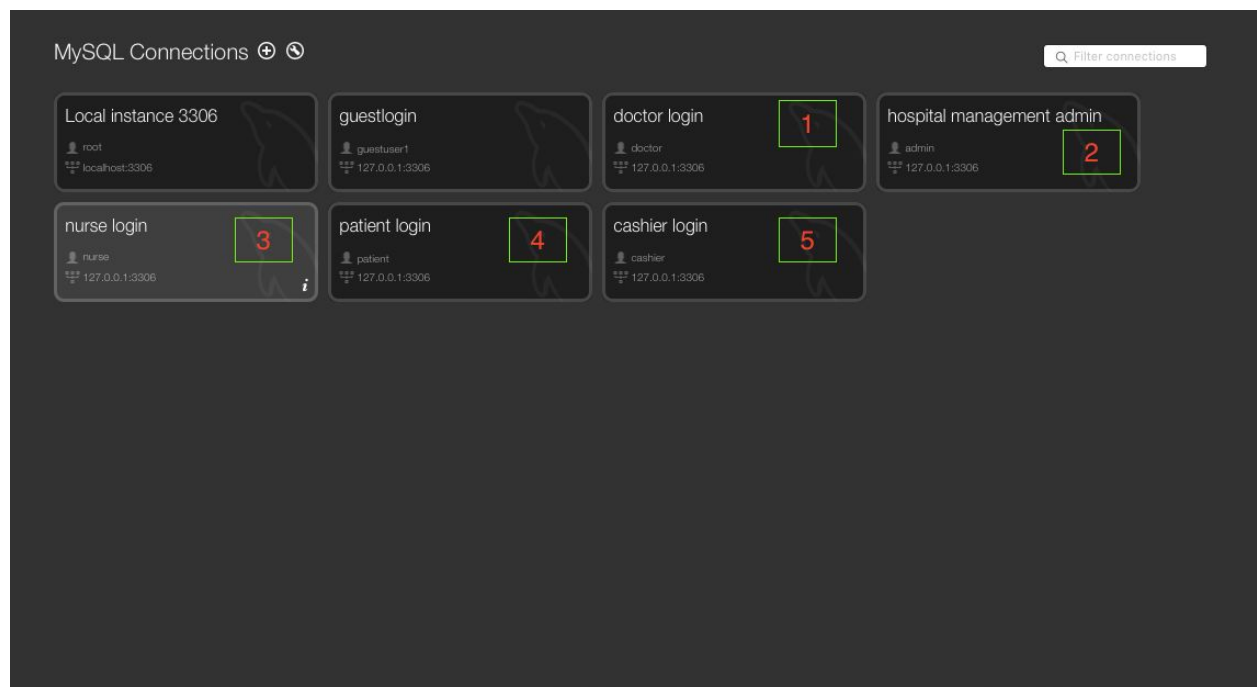 MySQL Connections
Filter connections
Local instance 3306
root
localhost:3306
guestlogin
guestuser1
127.0.0.1:3306
doctor login
doctor
127.0.0.1:3306
1
hospital management admin
admin
127.0.0.1:3306
2
nurse login
nurse
127.0.0.1:3306
3
i
patient login
patient
127.0.0.1:3306
4
cashier login
cashier
127.0.0.1:3306
5